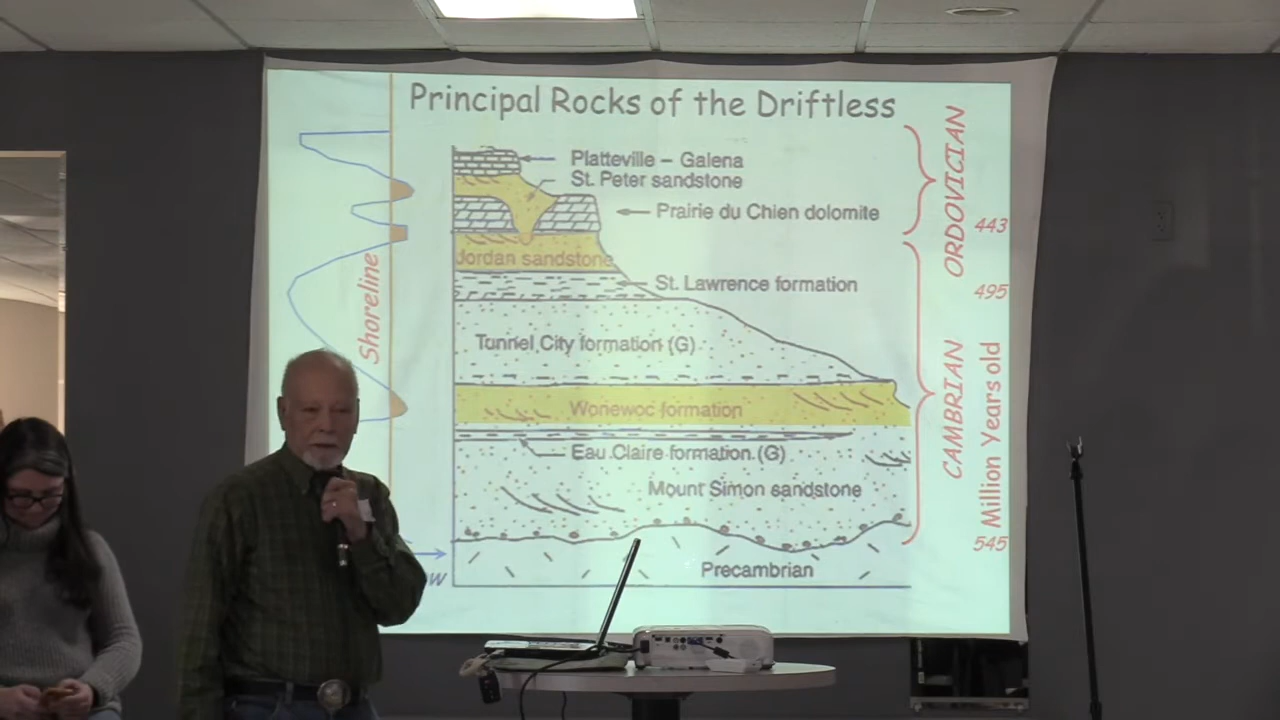 Principal Rocks of the Driftless
Platteville – Galena
St. Peter sandstone
Prairie du Chien dolomite
Jordan sandstone
St. Lawrence formation
Tunnel City formation (G)
Wonewoc formation
Eau Claire formation (G)
Mount Simon sandstone
Precambrian
Shoreline
ORDOVICIAN
CAMBRIAN
443
495
545
Million Years old